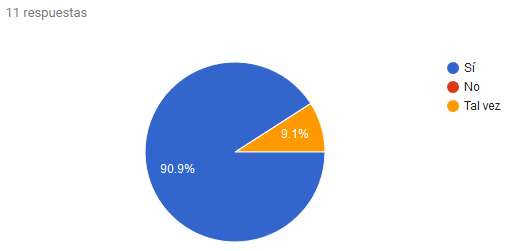 11 respuestas
Sí
No
Tal vez
9.1%
90.9%